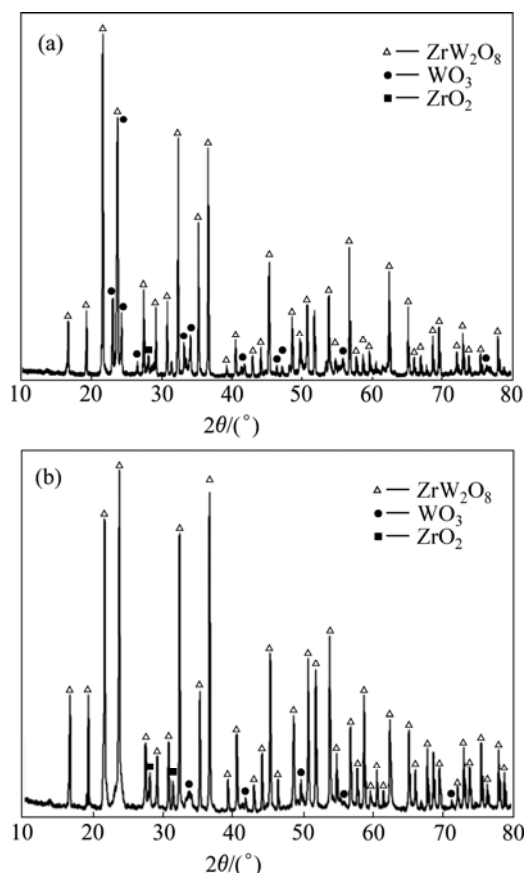 (a)
△ — ZrW₂O₈
● — WO₃
■ — ZrO₂
10 20 30 40 50 60 70 80
2θ/(°)
(b)
△ — ZrW₂O₈
● — WO₃
■ — ZrO₂
10 20 30 40 50 60 70 80
2θ/(°)